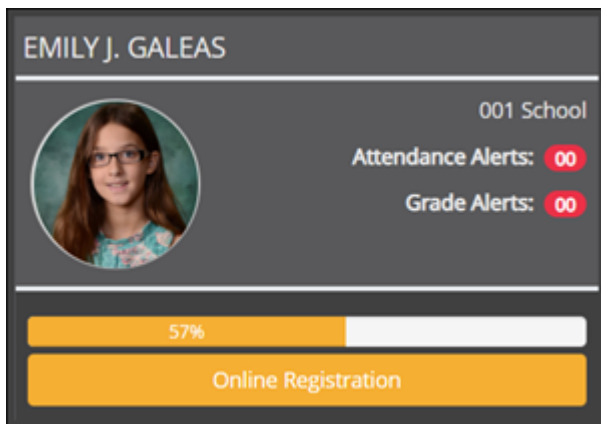 EMILY J. GALEAS
001 School
Attendance Alerts: 00
Grade Alerts: 00
57%
Online Registration